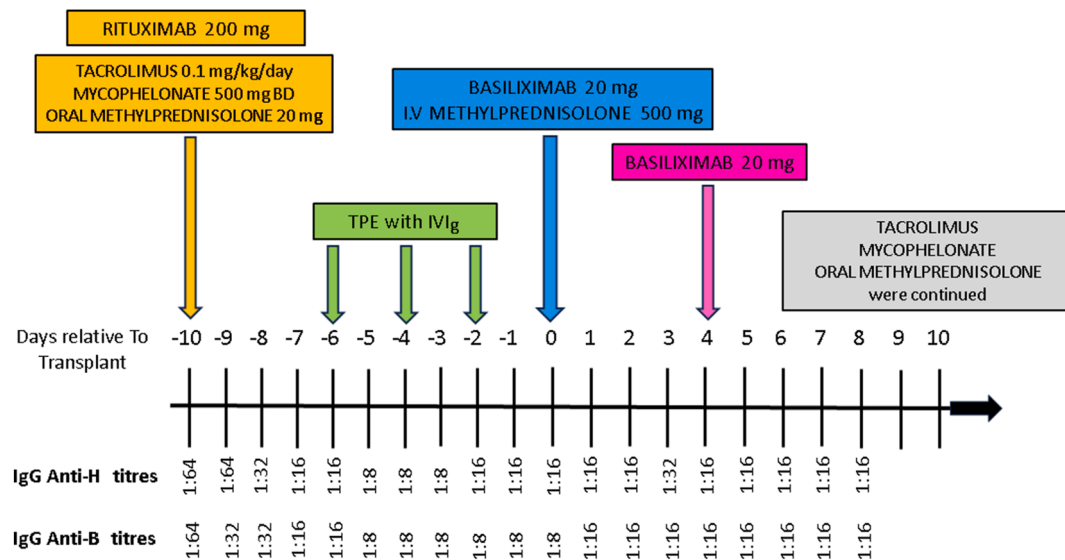 RITUXIMAB 200 mg
TACROLIMUS 0.1 mg/kg/day
MYCOPHELONATE 500 mg BD
ORAL METHYLPREDNISOLONE 20 mg
BASILIXIMAB 20 mg
I.V METHYLPREDNISOLONE 500 mg
BASILIXIMAB 20 mg
TPE with IVIg
TACROLIMUS
MYCOPHELONATE
ORAL METHYLPREDNISOLONE
were continued
Days relative To
Transplant
-10 -9 -8 -7 -6 -5 -4 -3 -2 -1 0 1 2 3 4 5 6 7 8 9 10
IgG Anti-H titres 1:64 1:64 1:32 1:16 1:16 1:8 1:8 1:8 1:16 1:16 1:16 1:16 1:16 1:32 1:16 1:16 1:16 1:16 1:16
IgG Anti-B titres 1:64 1:32 1:32 1:16 1:16 1:8 1:8 1:8 1:8 1:8 1:8 1:16 1:16 1:16 1:16 1:16 1:16 1:16 1:16